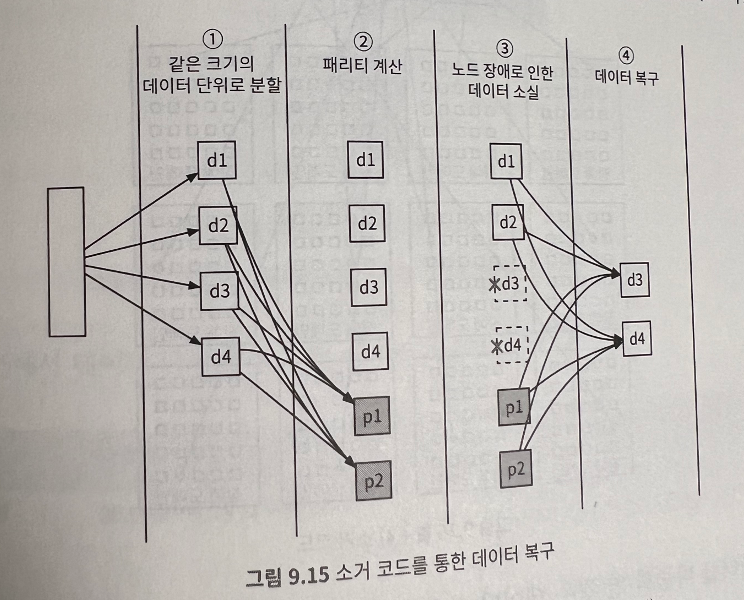 ①
같은 크기의
데이터 단위로 분할
②
패리티 계산
③
노드 장애로 인한
데이터 소실
④
데이터 복구
d1
d2
d3
d4
d1
d2
d3
d4
p1
p2
d1
d2
d3
d4
p1
p2
d3
d4
그림 9.15 소거 코드를 통한 데이터 복구